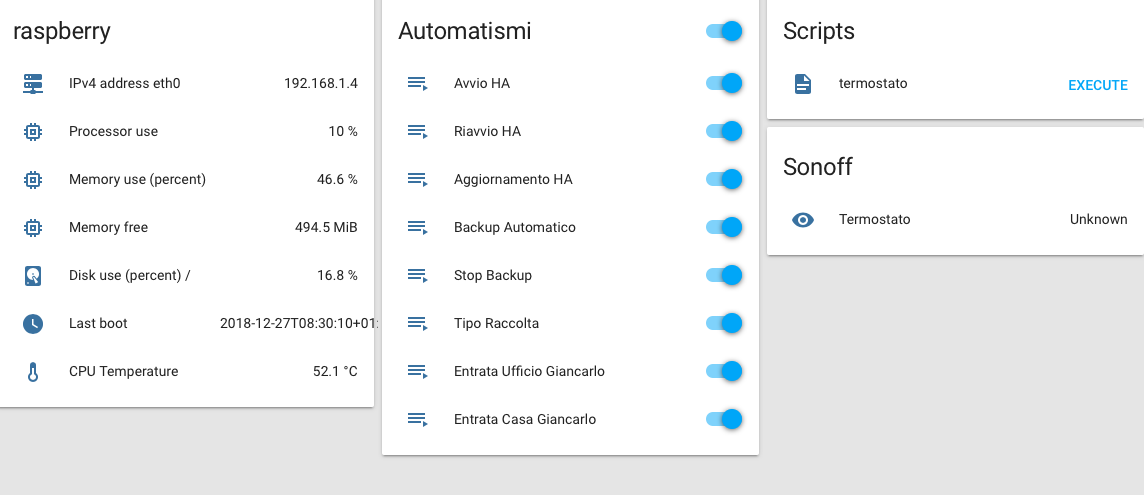 raspberry
IPv4 address eth0 192.168.1.4
Processor use 10 %
Memory use (percent) 46.6 %
Memory free 494.5 MiB
Disk use (percent) / 16.8 %
Last boot 2018-12-27T08:30:10+01:
CPU Temperature 52.1 °C
Automatismi
Avvio HA
Riavvio HA
Aggiornamento HA
Backup Automatico
Stop Backup
Tipo Raccolta
Entrata Ufficio Giancarlo
Entrata Casa Giancarlo
Scripts
termostato EXECUTE
Sonoff
Termostato Unknown